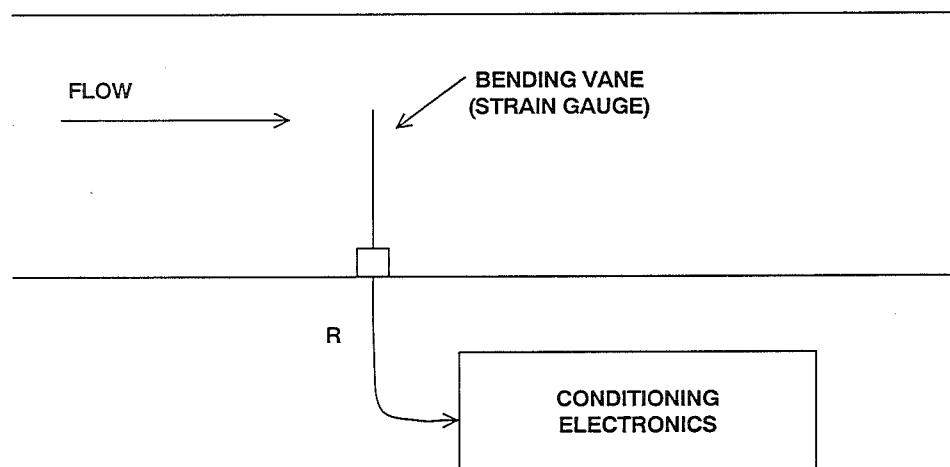 FLOW
BENDING VANE
(STRAIN GAUGE)
R
CONDITIONING
ELECTRONICS